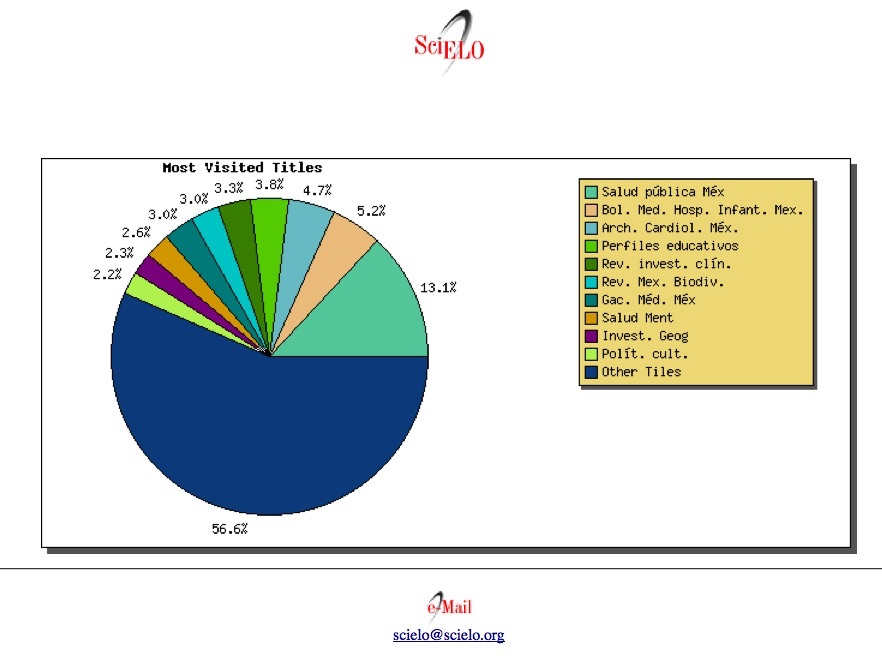 SciELO
Most Visited Titles
3.8%
3.3%
4.7%
3.0%
3.0%
5.2%
2.6%
2.3%
2.2%
13.1%
56.6%
Salud pública Méx
Bol. Med. Hosp. Infant. Mex.
Arch. Cardiol. Méx.
Perfiles educativos
Rev. invest. clín.
Rev. Mex. Biodiv.
Gac. Méd. Méx
Salud Ment
Invest. Geog
Polít. cult.
Other Tiles
e-Mail
scielo@scielo.org